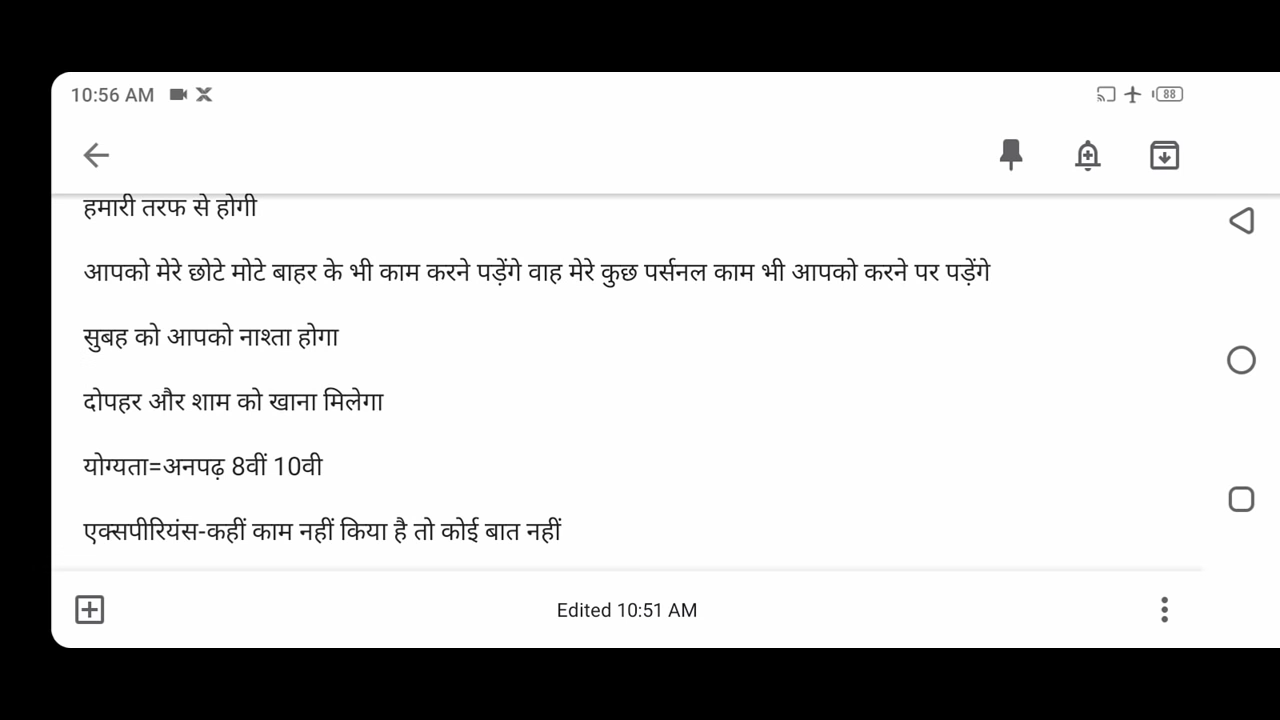 10:56 AM
88
हमारी तरफ से होगी
आपको मेरे छोटे मोटे बाहर के भी काम करने पड़ेंगे वाह मेरे कुछ पर्सनल काम भी आपको करने पर पड़ेंगे
सुबह को आपको नाश्ता होगा
दोपहर और शाम को खाना मिलेगा
योग्यता=अनपढ़ 8वीं 10वी
एक्सपीरियंस-कहीं काम नहीं किया है तो कोई बात नहीं
Edited 10:51 AM